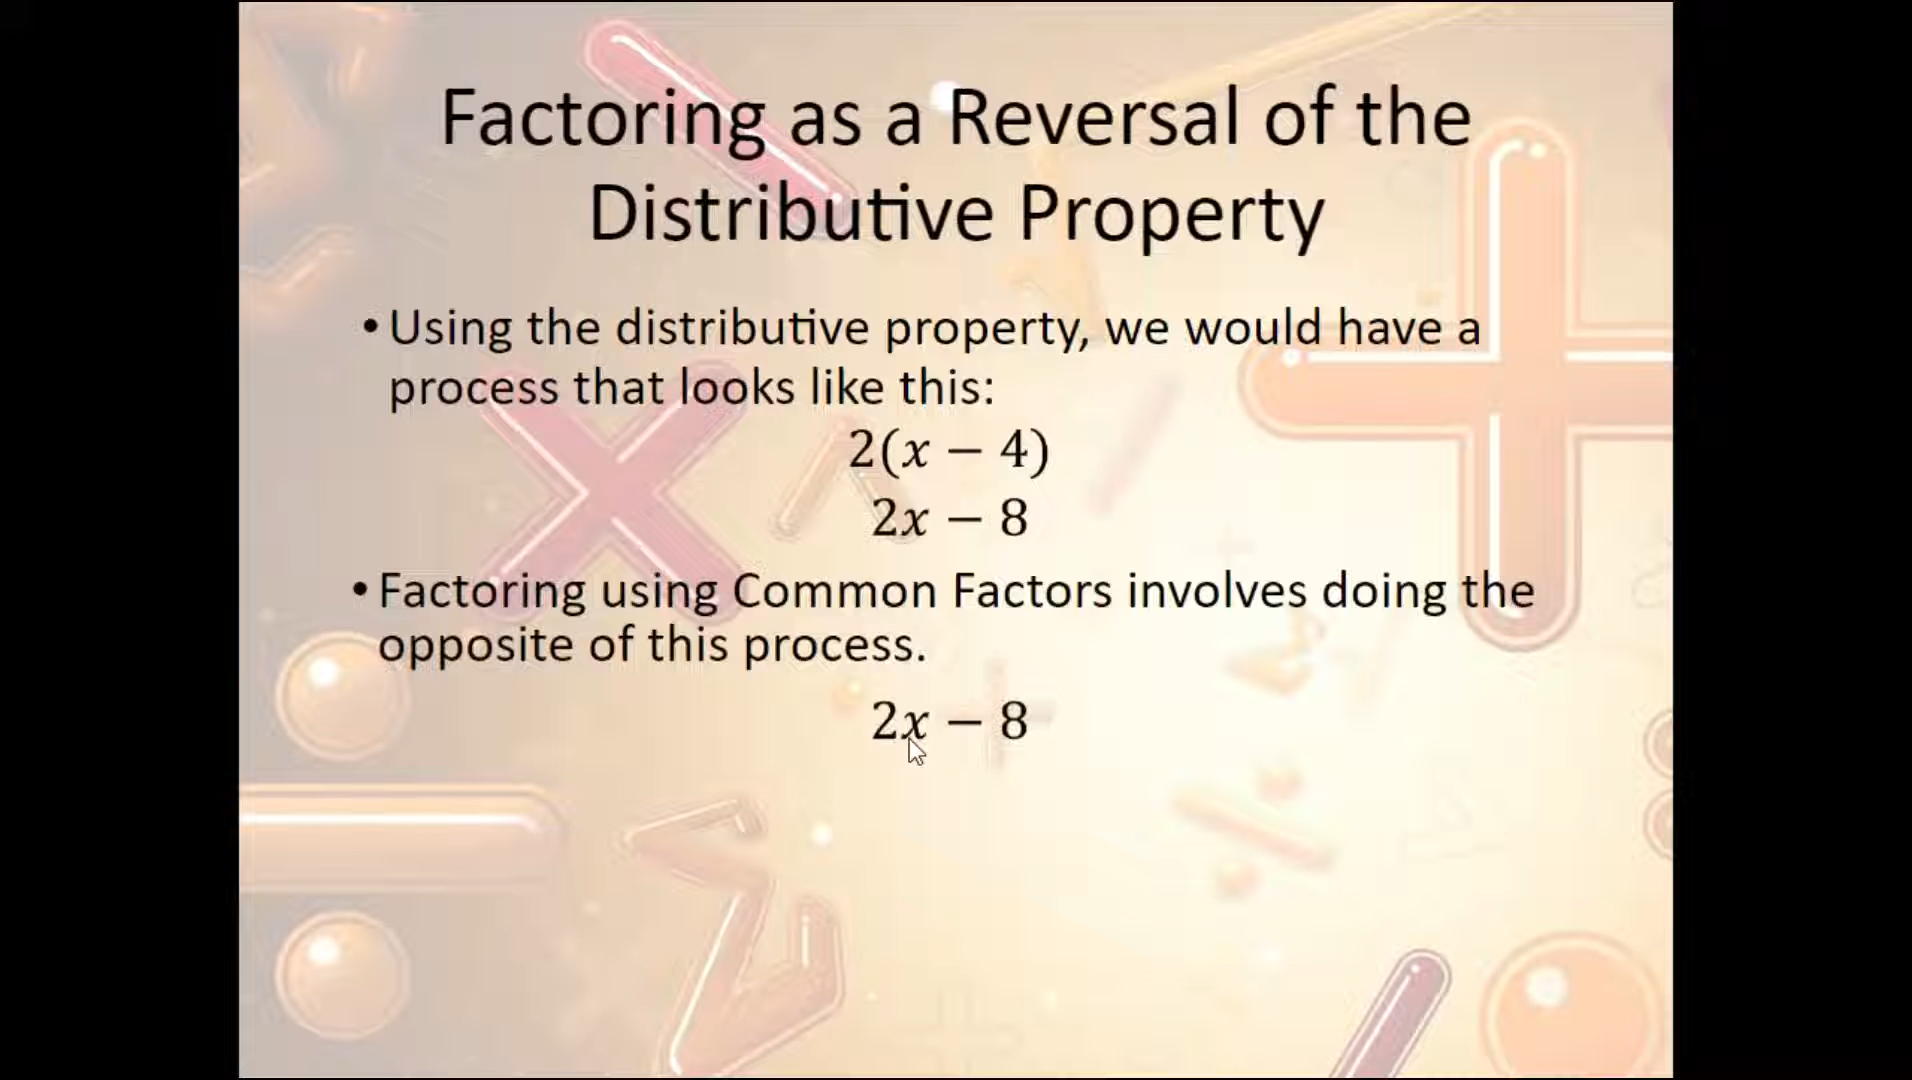 Factoring as a Reversal of the
Distributive Property
• Using the distributive property, we would have a
process that looks like this:
2(x − 4)
2x − 8
• Factoring using Common Factors involves doing the
opposite of this process.
2x − 8